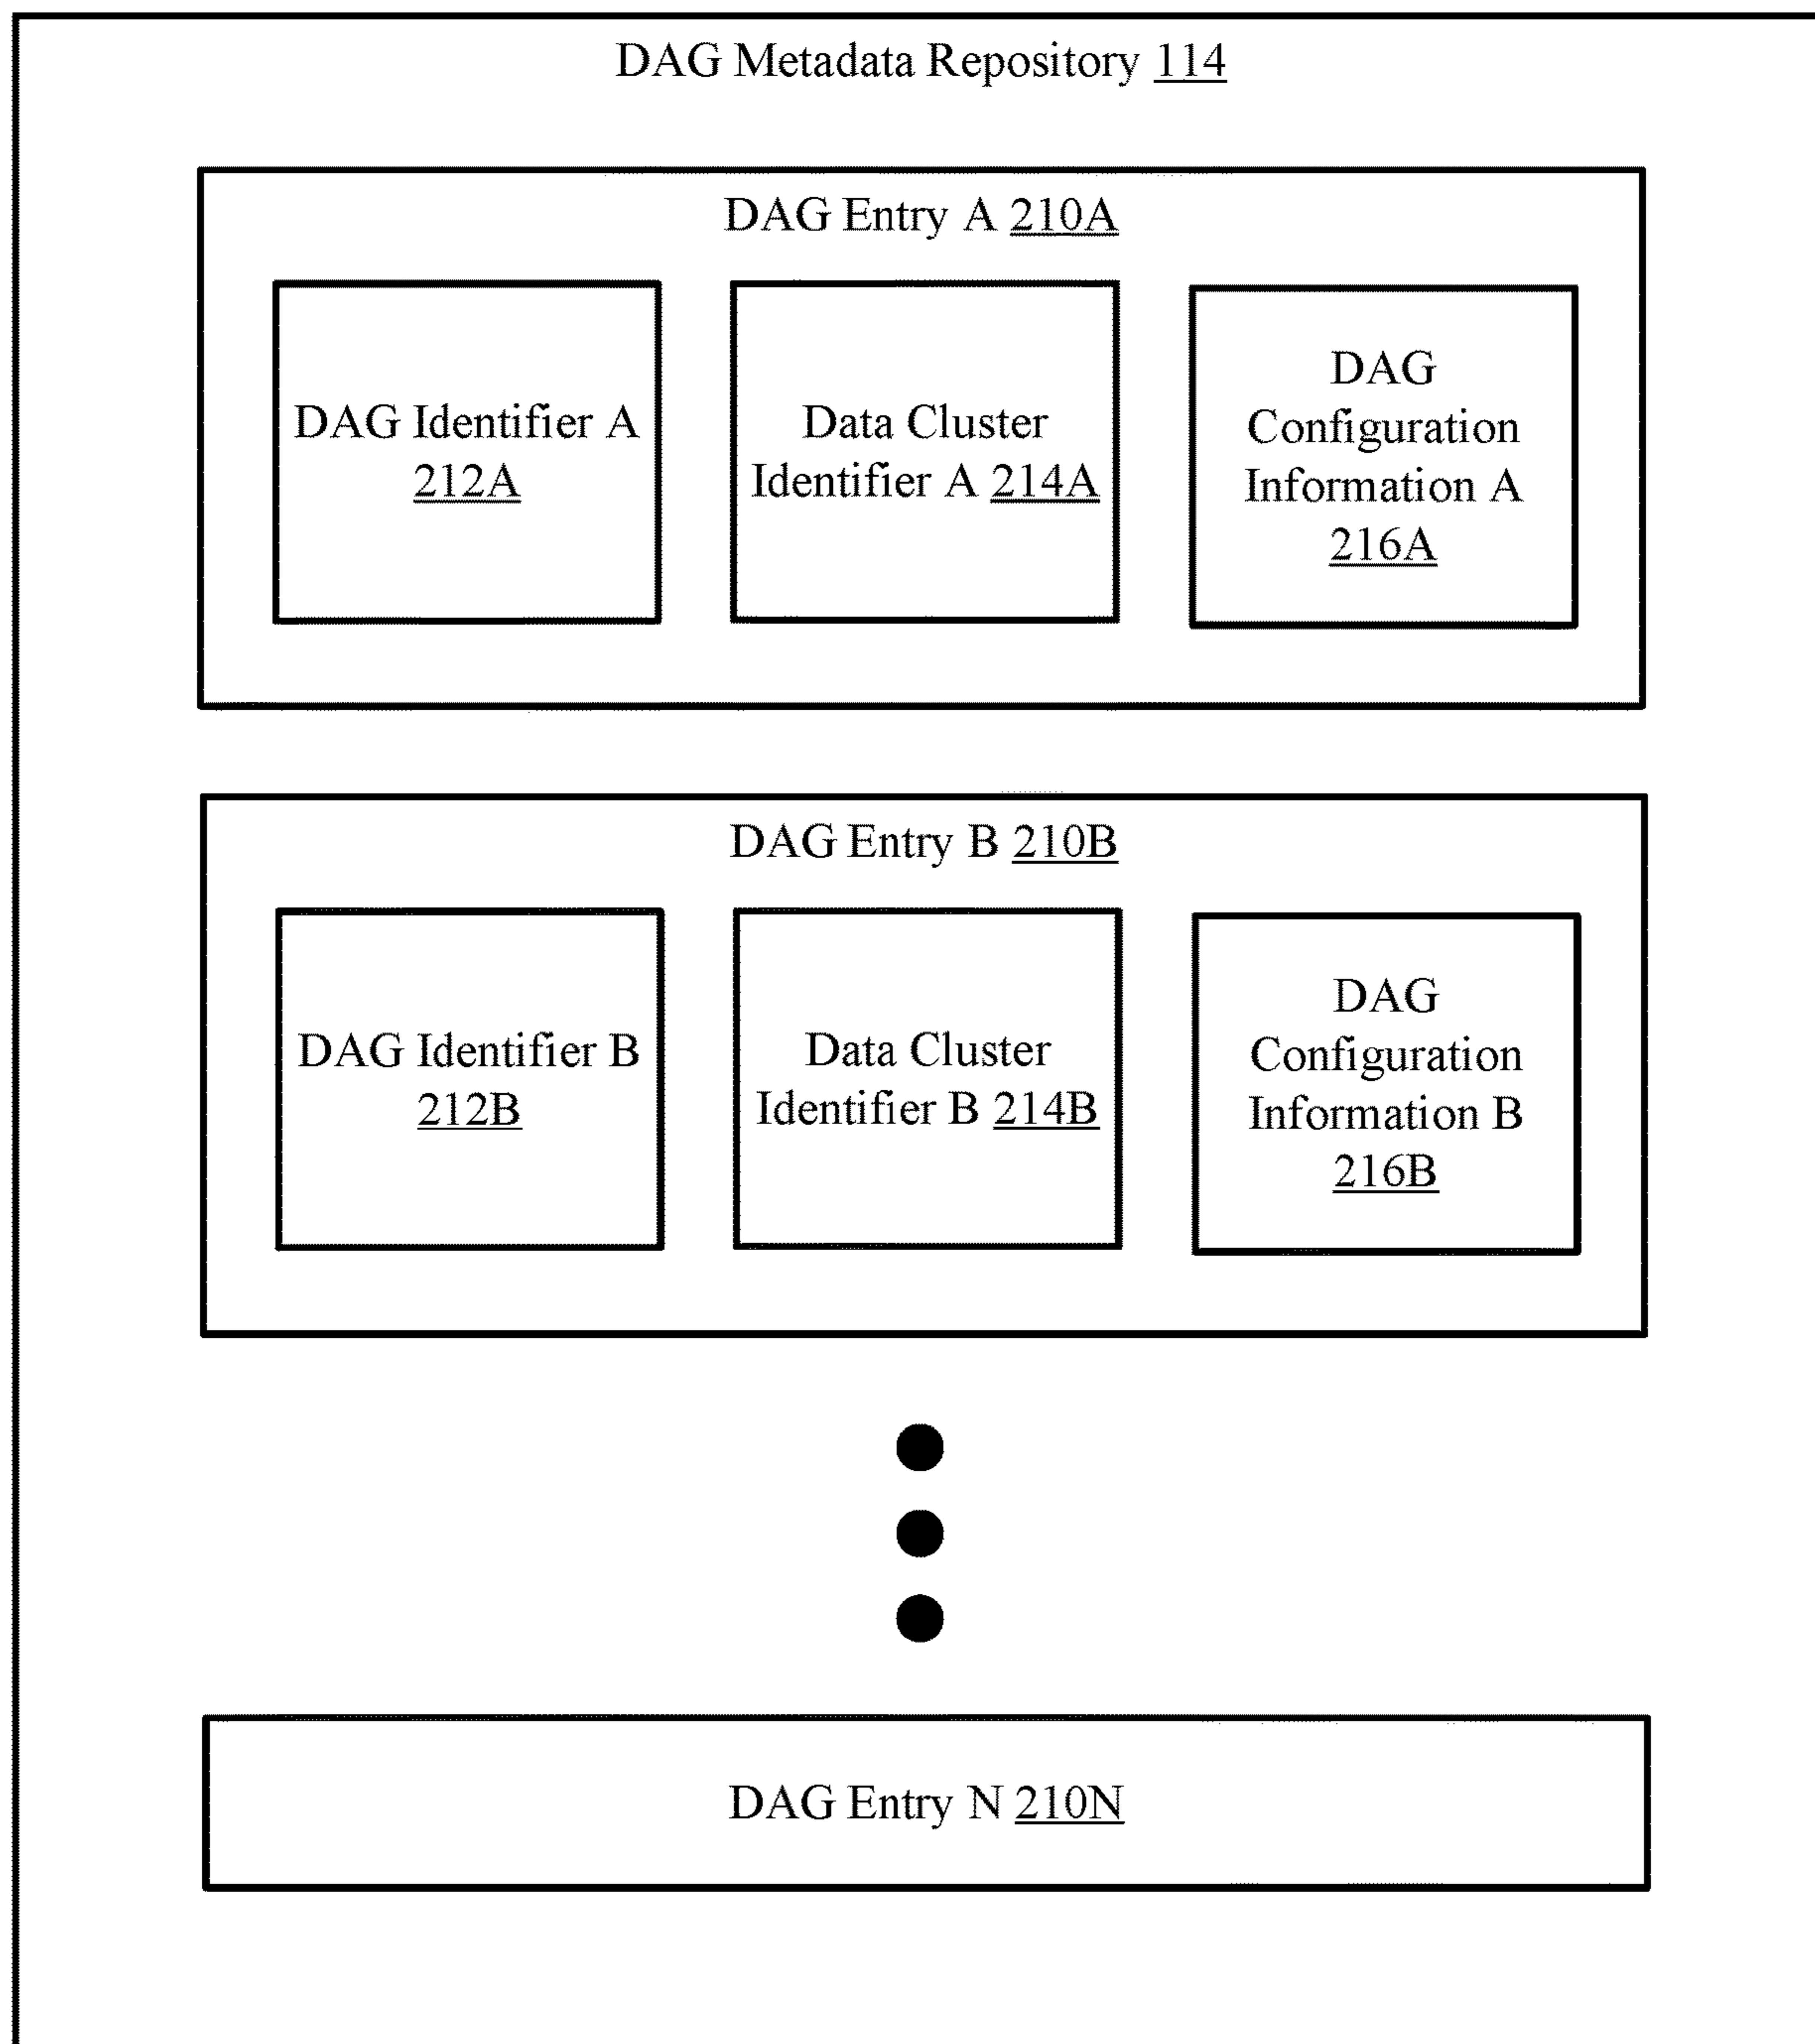 DAG Metadata Repository 114
DAG Entry A 210A
DAG Identifier A
212A
Data Cluster
Identifier A 214A
DAG
Configuration
Information A
216A
DAG Entry B 210B
DAG Identifier B
212B
Data Cluster
Identifier B 214B
DAG
Configuration
Information B
216B
DAG Entry N 210N